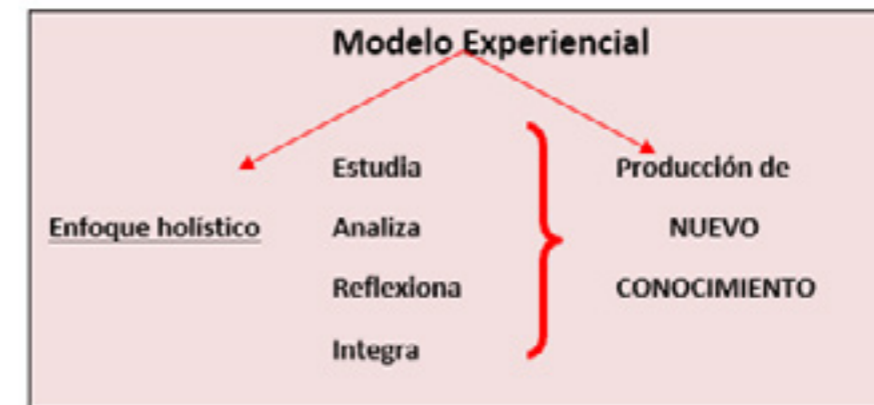 Modelo Experiencial
Estudia
Producción de
Enfoque holístico
Analiza
NUEVO
Reflexiona
CONOCIMIENTO
Integra